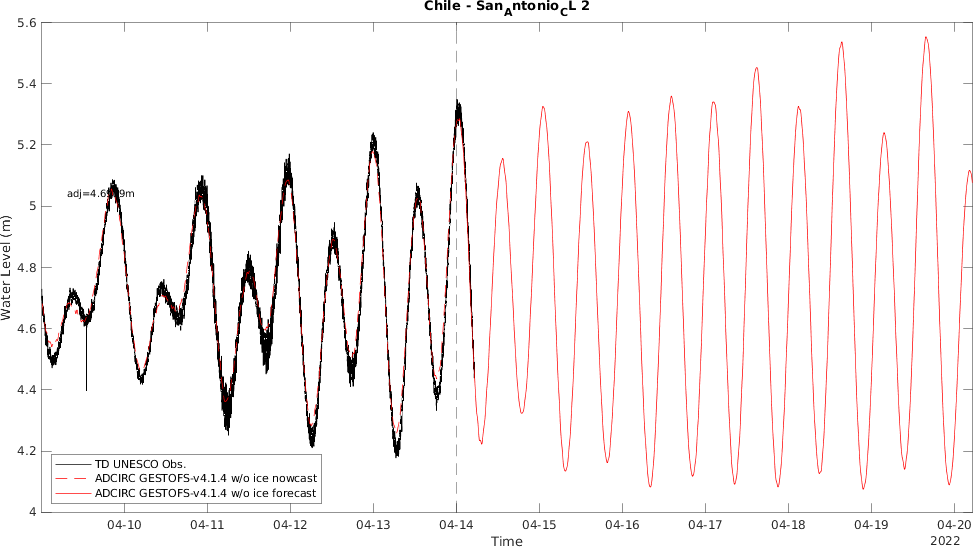 Chile - San_Antonio_CL 2
5.6
5.4
5.2
5
4.8
4.6
4.4
4.2
4
Water Level (m)
TD UNESCO Obs.
ADCIRC GESTOFS-v4.1.4 w/o ice nowcast
ADCIRC GESTOFS-v4.1.4 w/o ice forecast
04-10 04-11 04-12 04-13 04-14 04-15 04-16 04-17 04-18 04-19 04-20
Time
2022